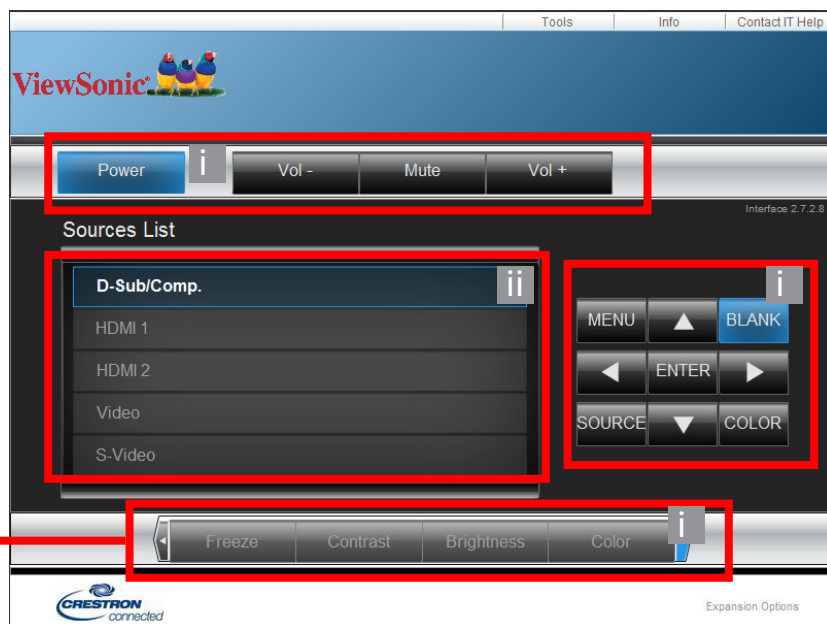 Tools Info Contact IT Help
ViewSonic
Power i Vol - Mute Vol +
Interface 2.7.2.8
Sources List
D-Sub/Comp. ii
HDMI 1
HDMI 2
Video
S-Video
i
MENU BLANK
ENTER
SOURCE COLOR
Freeze Contrast Brightness Color i
CRESTRON
connected
Expansion Options